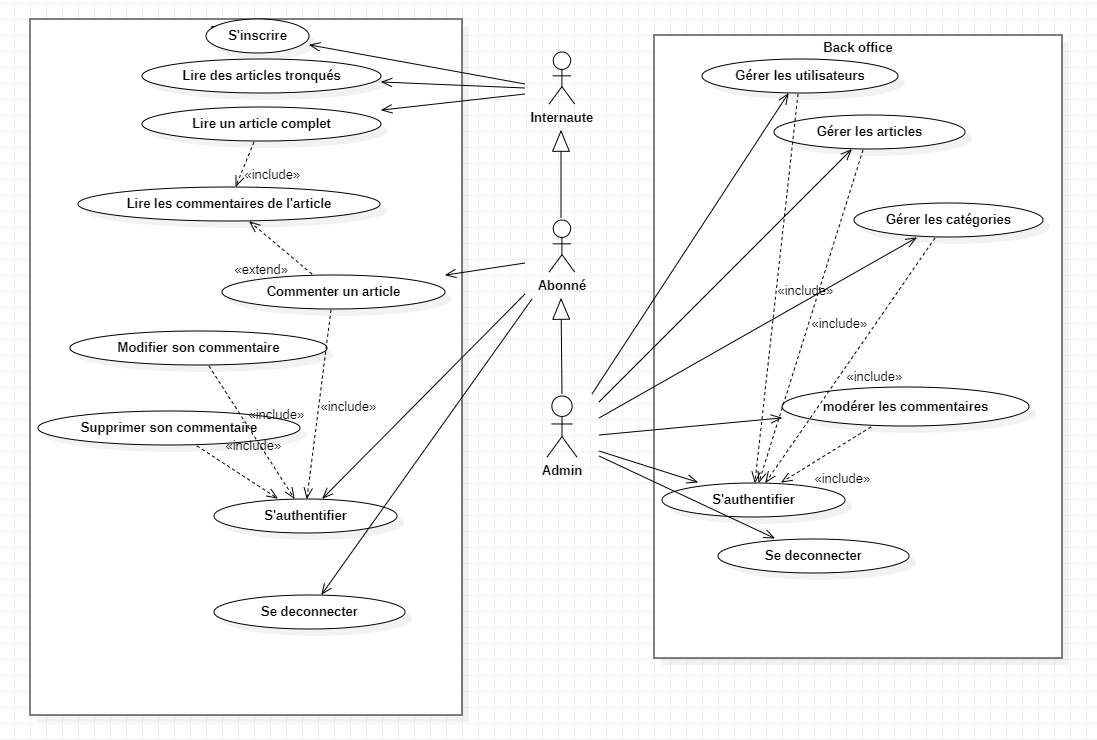 S'inscrire
Lire des articles tronqués
Lire un article complet
«include»
Lire les commentaires de l'article
«extend»
Commenter un article
Modifier son commentaire
«include»
«include»
Supprimer son commentaire
«include»
S'authentifier
Se deconnecter
Internaute
Abonné
Admin
Back office
Gérer les utilisateurs
Gérer les articles
Gérer les catégories
«include»
«include»
«include»
modérer les commentaires
«include»
S'authentifier
Se deconnecter